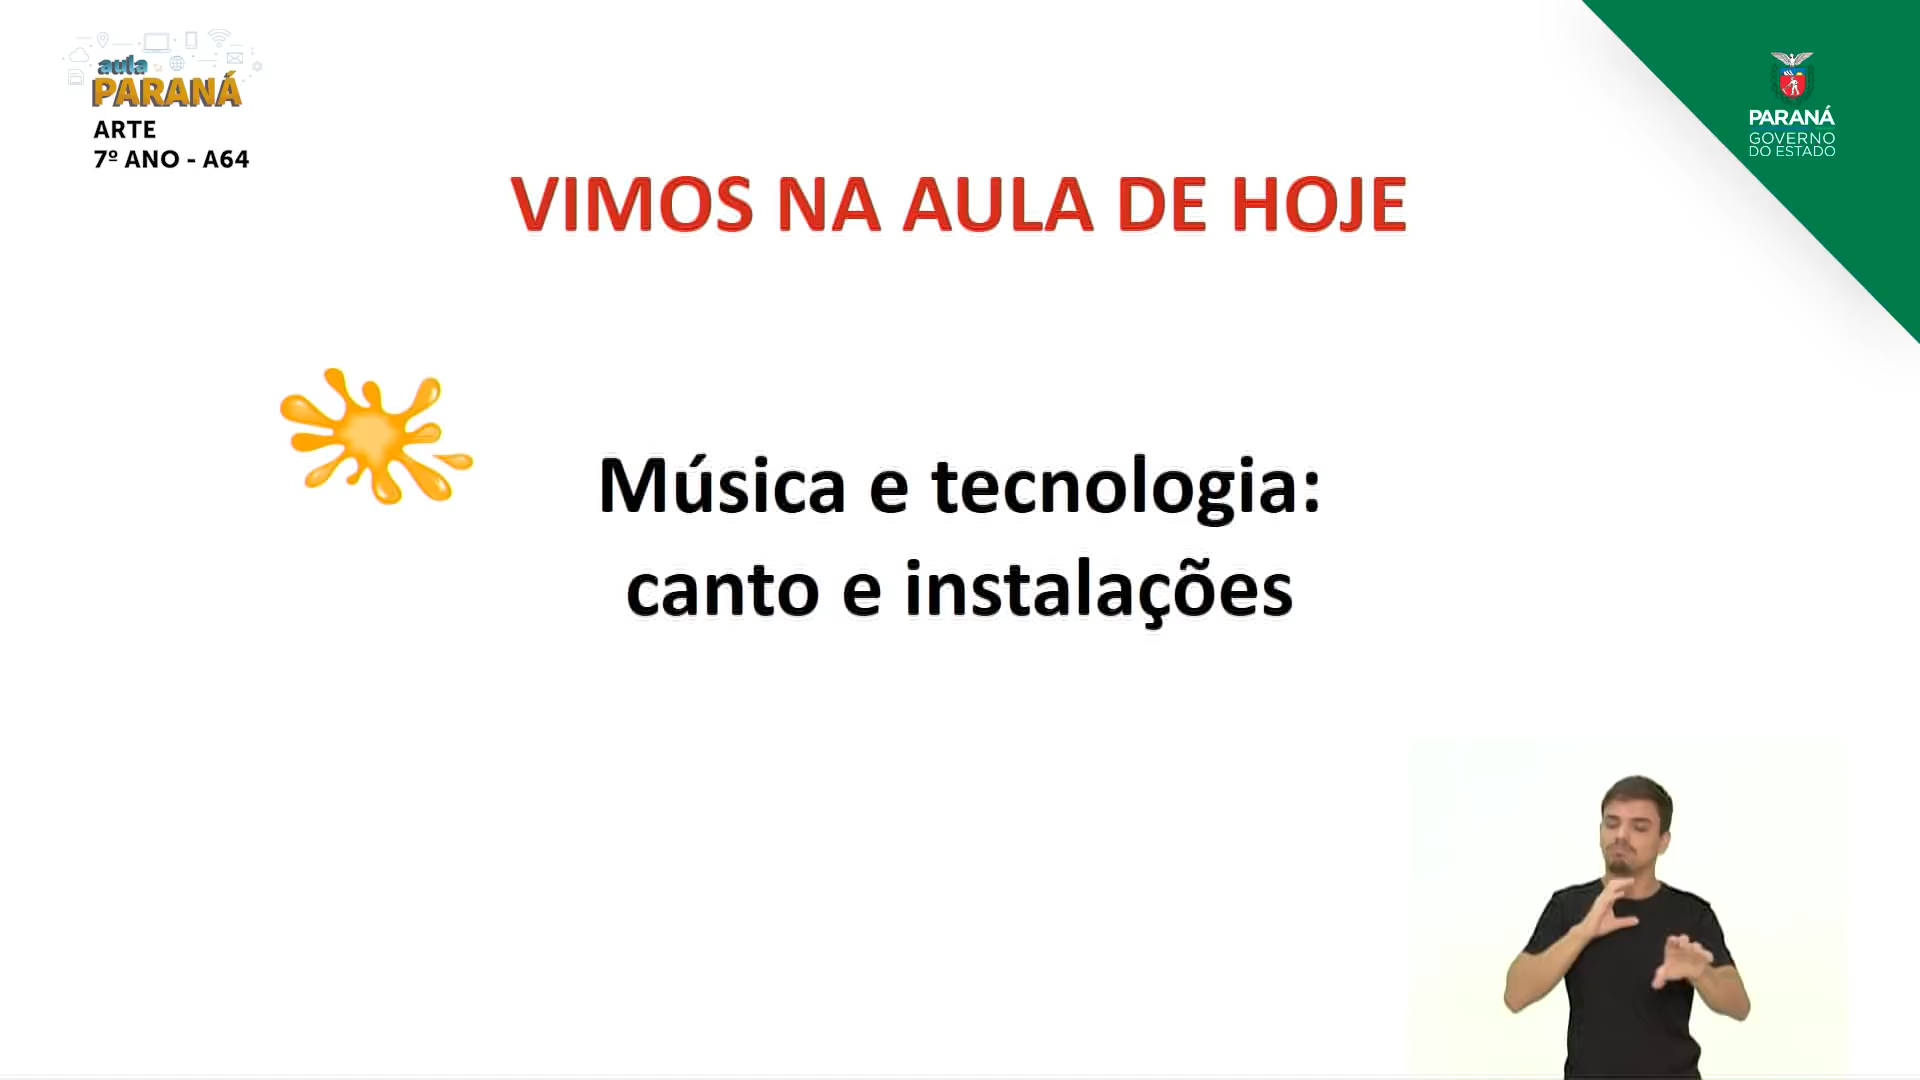 aula
PARANÁ
ARTE
7º ANO - A64
PARANÁ
GOVERNO
DO ESTADO
VIMOS NA AULA DE HOJE
Música e tecnologia:
canto e instalações